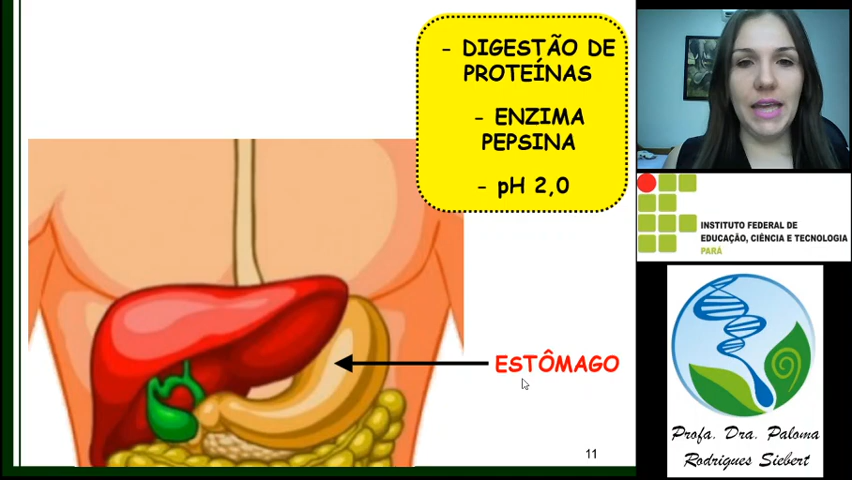 - DIGESTÃO DE
PROTEÍNAS
- ENZIMA
PEPSINA
- pH 2,0
ESTÔMAGO
11
INSTITUTO FEDERAL DE
EDUCAÇÃO, CIÊNCIA E TECNOLOGIA
PARÁ
Profa. Dra. Paloma
Rodrigues Siebert